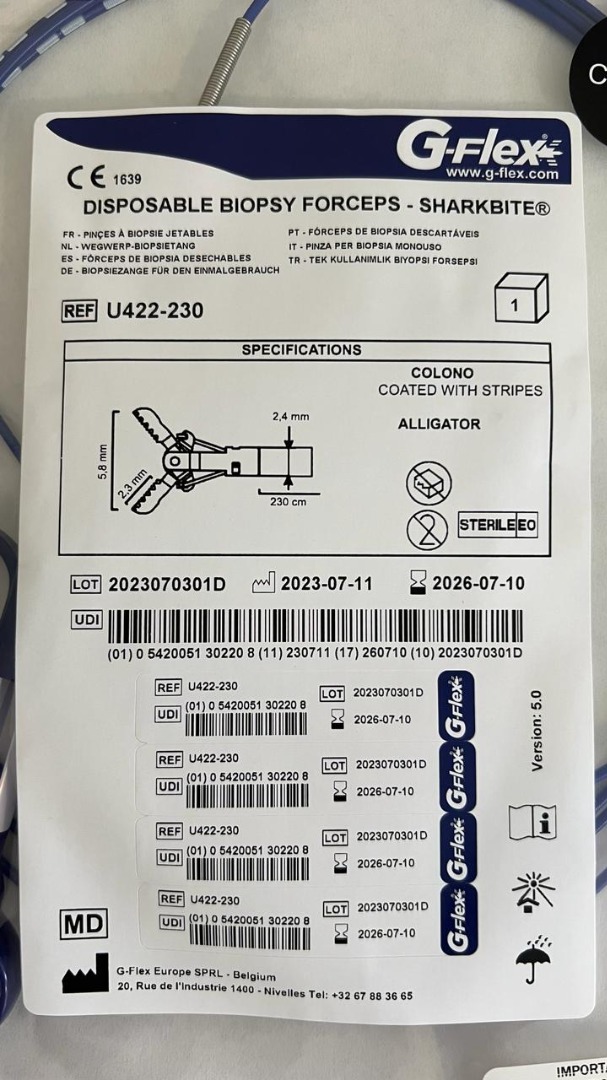 G-Flex®
www.g-flex.com
C
CE 1639
DISPOSABLE BIOPSY FORCEPS - SHARKBITE®
FR - PINÇES À BIOPSIE JETABLES
NL - WEGWERP-BIOPSIETANG
ES - FÓRCEPS DE BIOPSIA DESECHABLES
DE - BIOPSIEZANGE FÜR DEN EINMALGEBRAUCH
PT - FÓRCEPS DE BIOPSIA DESCARTÁVEIS
IT - PINZA PER BIOPSIA MONOUSO
TR - TEK KULLANIMLIK BIYOPSI FORSEPSI
REF U422-230
1
SPECIFICATIONS
COLONO
COATED WITH STRIPES
ALLIGATOR
2,4 mm
5,8 mm
2,3 mm
230 cm
2
STERILE EO
LOT 2023070301D 2023-07-11 2026-07-10
UDI
(01) 0 5420051 30220 8 (11) 230711 (17) 260710 (10) 2023070301D
REF U422-230
LOT 2023070301D
UDI (01) 0 5420051 30220 8
2026-07-10
G-Flex
REF U422-230
LOT 2023070301D
UDI (01) 0 5420051 30220 8
2026-07-10
G-Flex
REF U422-230
LOT 2023070301D
UDI (01) 0 5420051 30220 8
2026-07-10
G-Flex
REF U422-230
LOT 2023070301D
UDI (01) 0 5420051 30220 8
2026-07-10
G-Flex
Version: 5.0
i
MD
G-Flex Europe SPRL - Belgium
20, Rue de l'Industrie 1400 - Nivelles Tel: +32 67 88 36 65